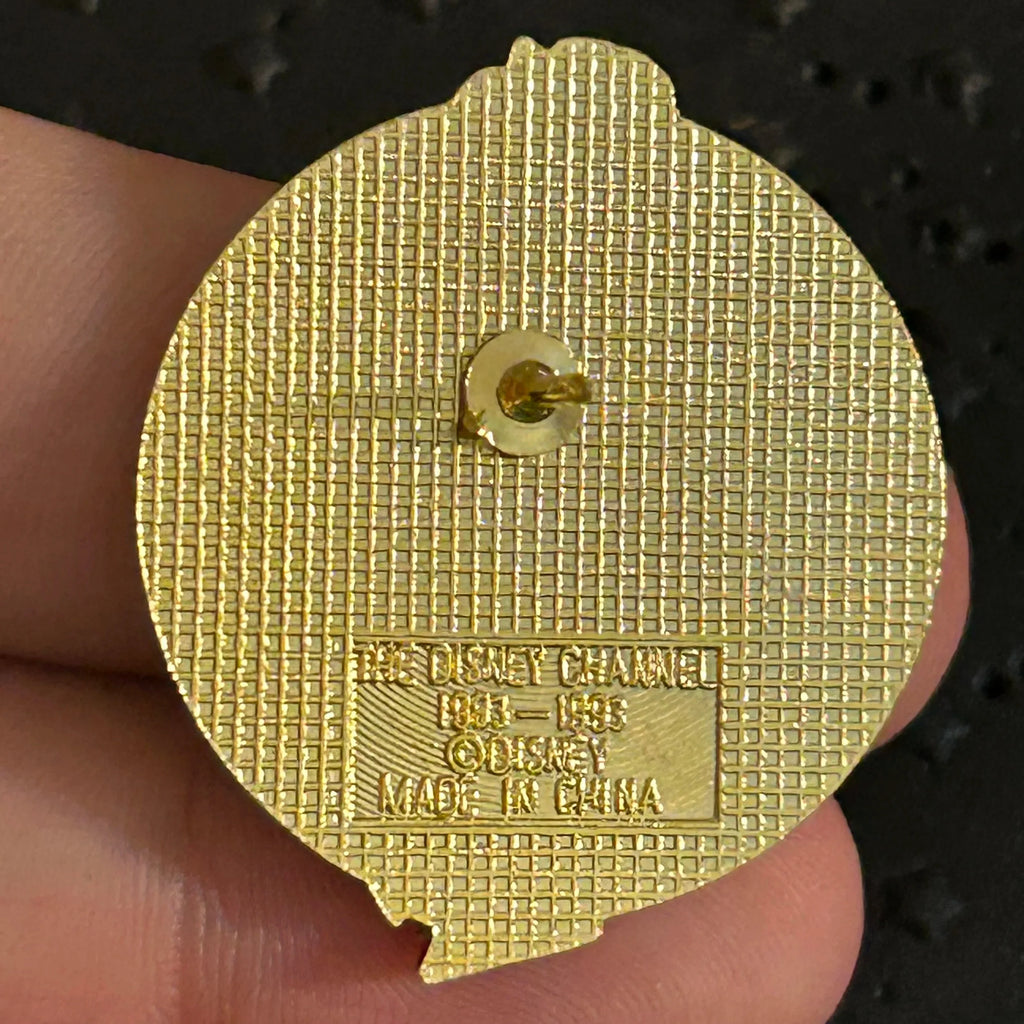 THE DISNEY CHANNEL
1983—1993
©DISNEY
MADE IN CHINA